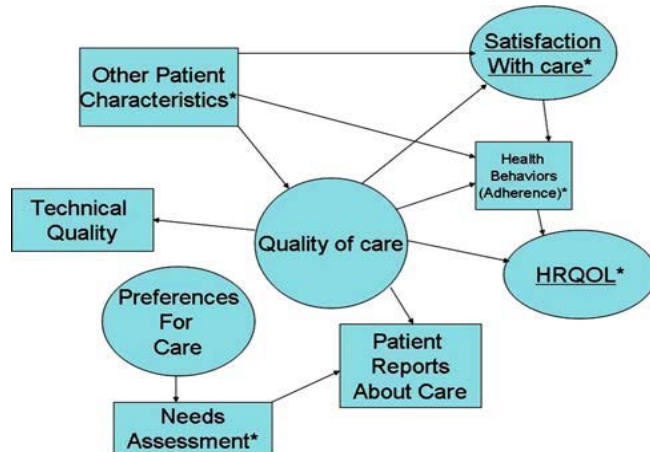 Satisfaction
With care*
Other Patient
Characteristics*
Health
Behaviors
(Adherence)*
Technical
Quality
Quality of care
HRQOL*
Preferences
For
Care
Patient
Reports
About Care
Needs
Assessment*